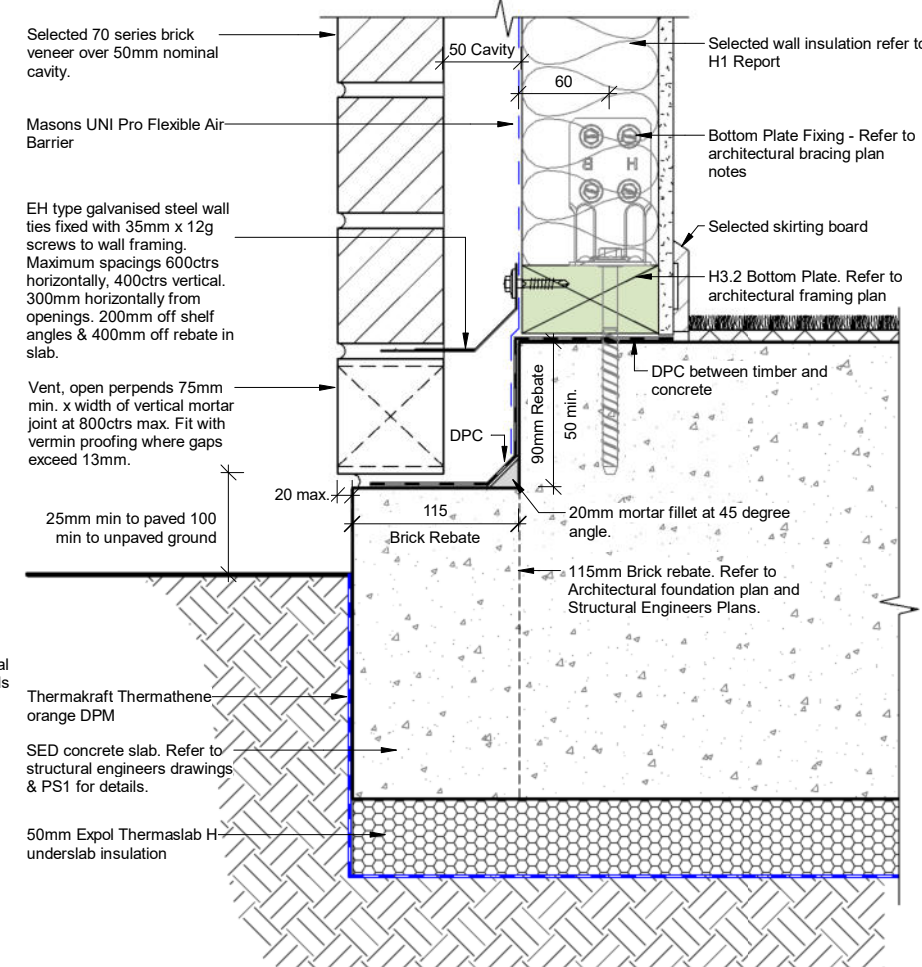 Selected 70 series brick
veneer over 50mm nominal
cavity.
50 Cavity
Selected wall insulation refer to
H1 Report
60
Masons UNI Pro Flexible Air
Barrier
Bottom Plate Fixing - Refer to
architectural bracing plan
notes
B H
EH type galvanised steel wall
ties fixed with 35mm x 12g
screws to wall framing.
Maximum spacings 600ctrs
horizontally, 400ctrs vertical.
300mm horizontally from
openings. 200mm off shelf
angles & 400mm off rebate in
slab.
Selected skirting board
H3.2 Bottom Plate. Refer to
architectural framing plan
Vent, open perpends 75mm
min. x width of vertical mortar
joint at 800ctrs max. Fit with
vermin proofing where gaps
exceed 13mm.
DPC between timber and
concrete
90mm Rebate
50 min.
DPC
20 max.
25mm min to paved 100
min to unpaved ground
115
Brick Rebate
20mm mortar fillet at 45 degree
angle.
115mm Brick rebate. Refer to
Architectural foundation plan and
Structural Engineers Plans.
Thermakraft Thermathene
orange DPM
SED concrete slab. Refer to
structural engineers drawings
& PS1 for details.
50mm Expol Thermaslab H
underslab insulation